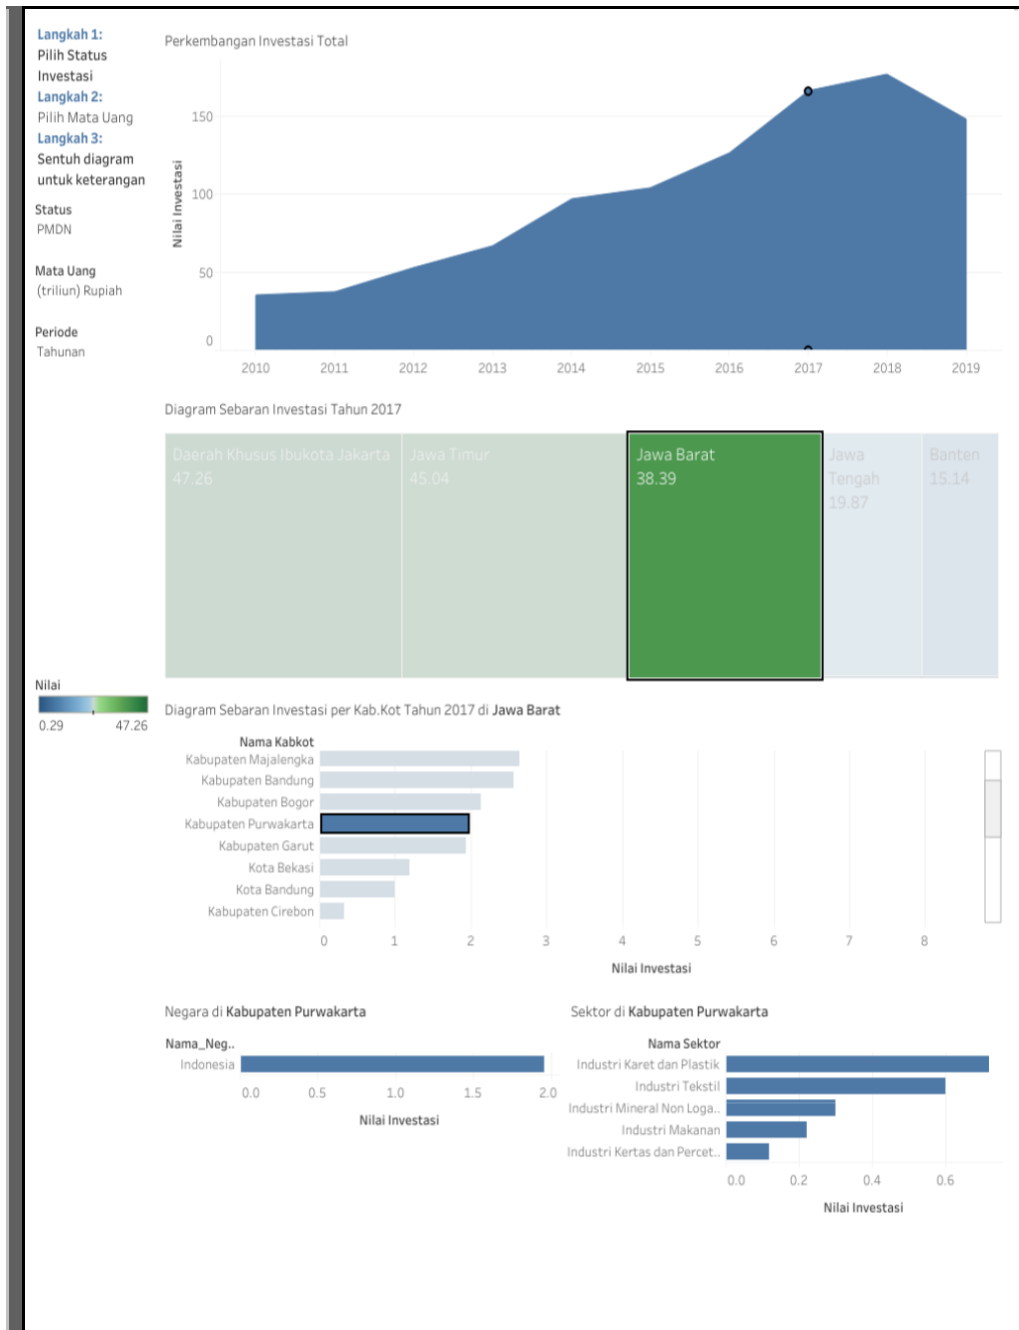 Langkah 1:
Pilih Status
Investasi
Langkah 2:
Pilih Mata Uang
Langkah 3:
Sentuh diagram
untuk keterangan
Status
PMDN
Mata Uang
(triliun) Rupiah
Periode
Tahunan
Perkembangan Investasi Total
Nilai Investasi
150
100
50
0
2010 2011 2012 2013 2014 2015 2016 2017 2018 2019
Diagram Sebaran Investasi Tahun 2017
Daerah Khusus Ibukota Jakarta
47.26
Jawa Timur
45.04
Jawa Barat
38.39
Jawa
Tengah
19.87
Banten
15.14
Nilai
0.29 47.26
Diagram Sebaran Investasi per Kab.Kot Tahun 2017 di Jawa Barat
Nama Kabkot
Kabupaten Majalengka
Kabupaten Bandung
Kabupaten Bogor
Kabupaten Purwakarta
Kabupaten Garut
Kota Bekasi
Kota Bandung
Kabupaten Cirebon
0 1 2 3 4 5 6 7 8
Nilai Investasi
Negara di Kabupaten Purwakarta
Nama_Neg..
Indonesia
0.0 0.5 1.0 1.5 2.0
Nilai Investasi
Sektor di Kabupaten Purwakarta
Nama Sektor
Industri Karet dan Plastik
Industri Tekstil
Industri Mineral Non Loga..
Industri Makanan
Industri Kertas dan Percet..
0.0 0.2 0.4 0.6
Nilai Investasi